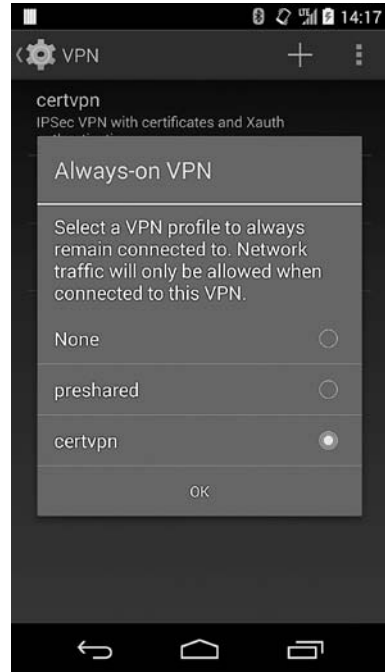 LTE 14:17
VPN
certvpn
IPSec VPN with certificates and Xauth
Always-on VPN
Select a VPN profile to always
remain connected to. Network
traffic will only be allowed when
connected to this VPN.
None
preshared
certvpn
OK